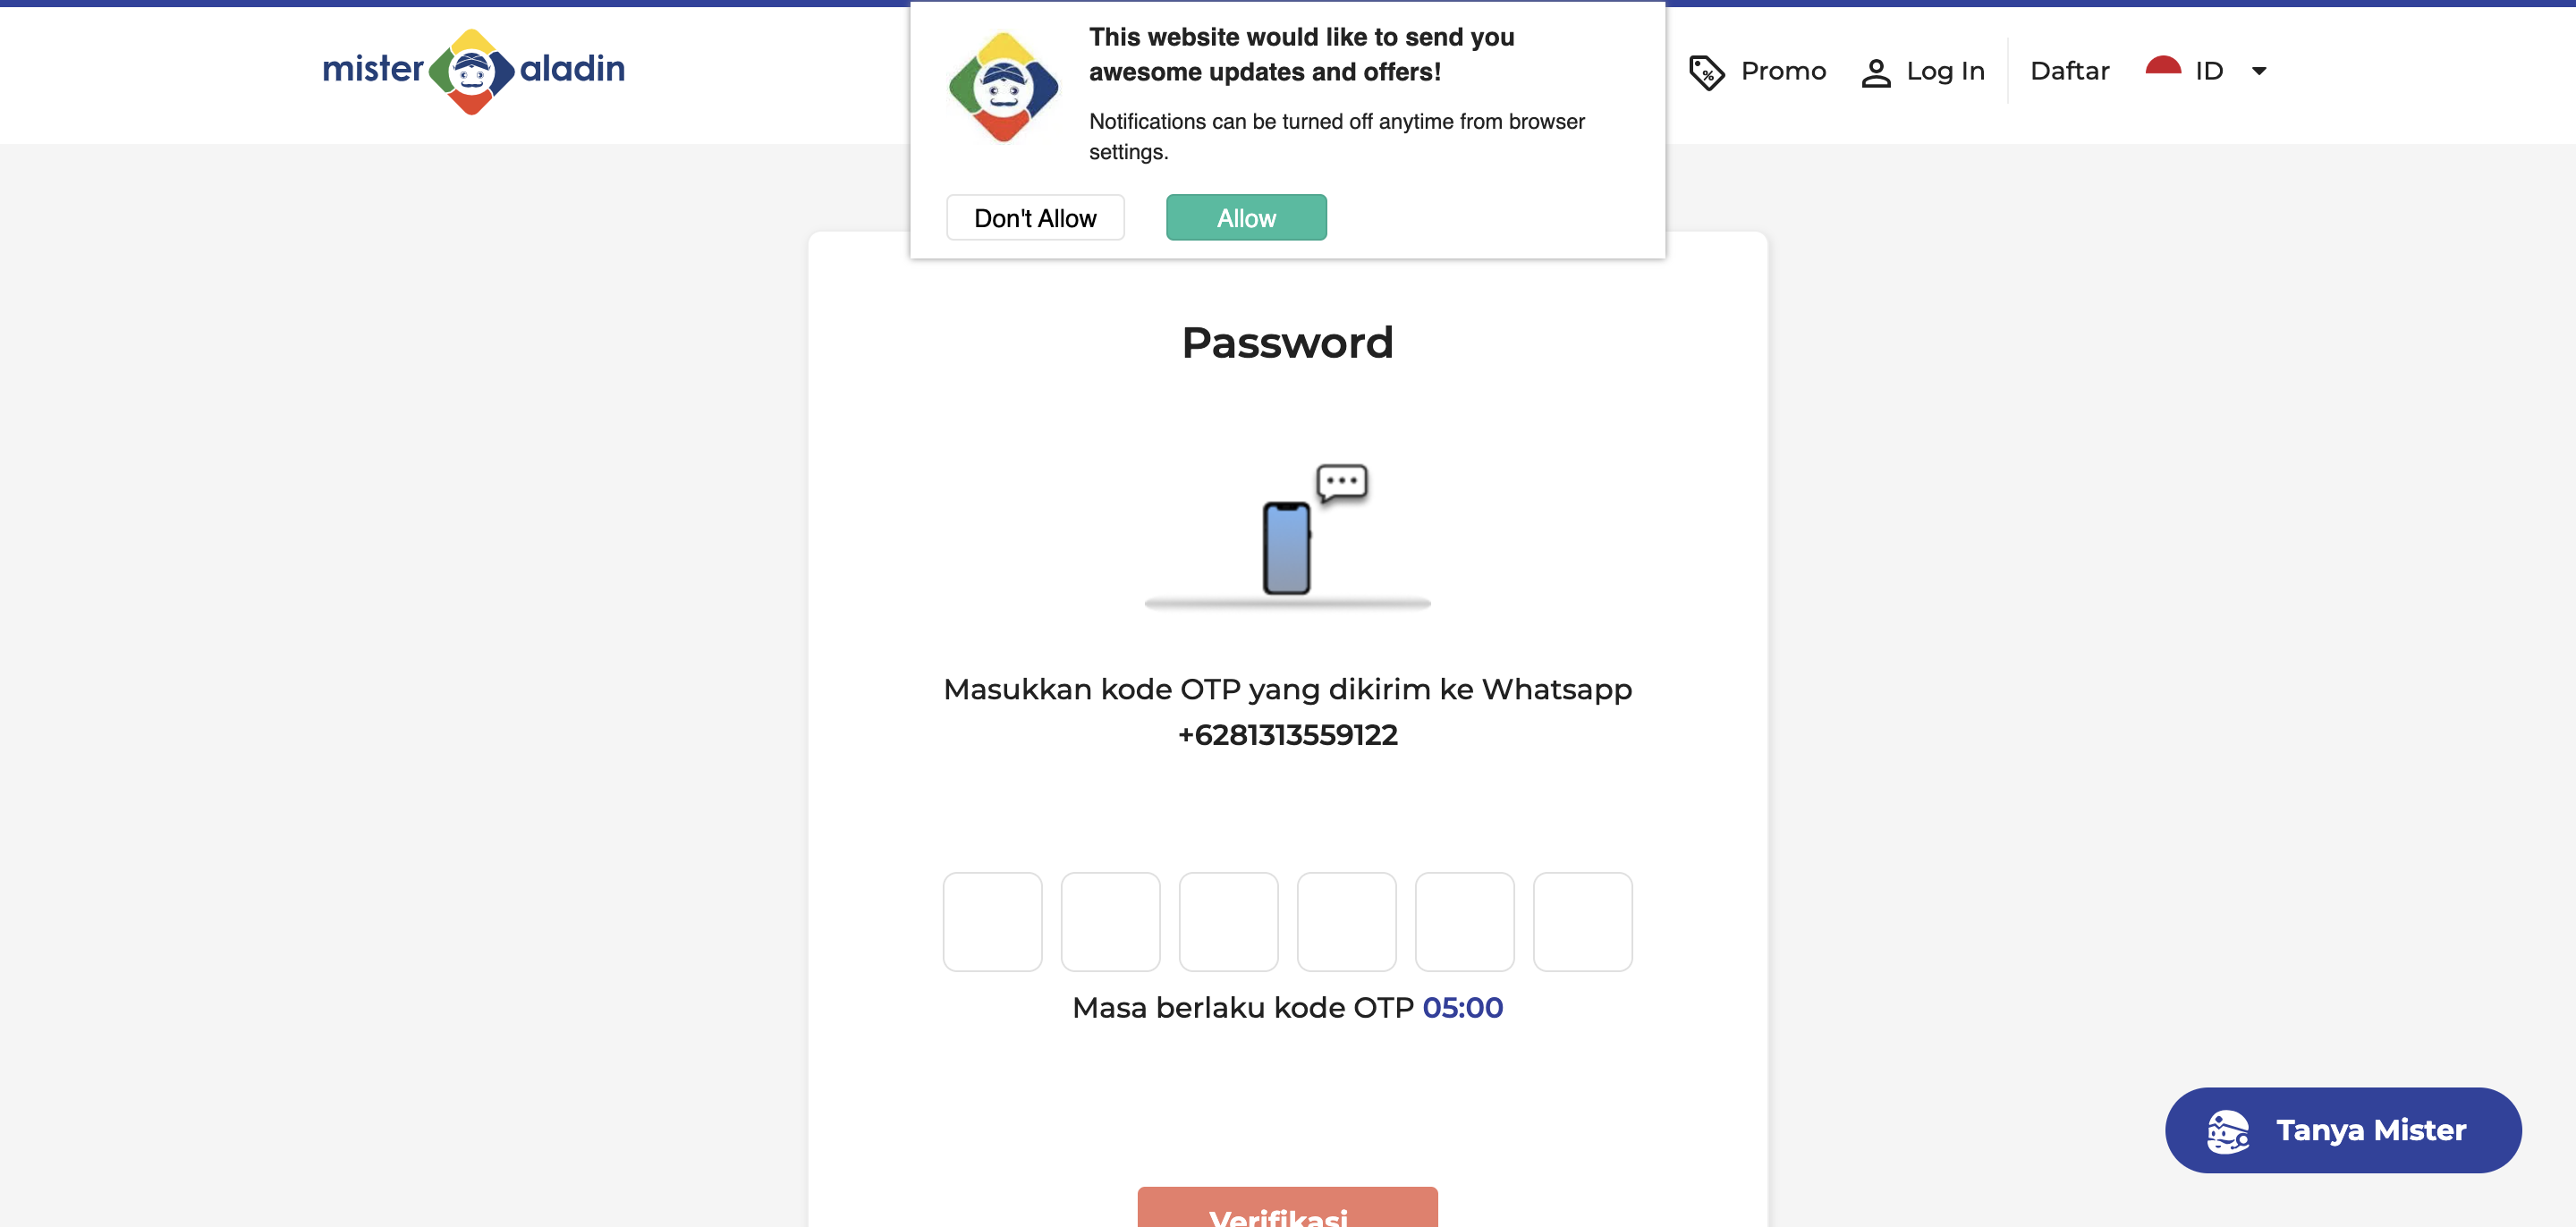 mister aladin
This website would like to send you
awesome updates and offers!
Notifications can be turned off anytime from browser
settings.
Don't Allow
Allow
Promo
Log In
Daftar
ID
Password
Masukkan kode OTP yang dikirim ke Whatsapp
+6281313559122
Masa berlaku kode OTP 05:00
Verifikasi
Tanya Mister